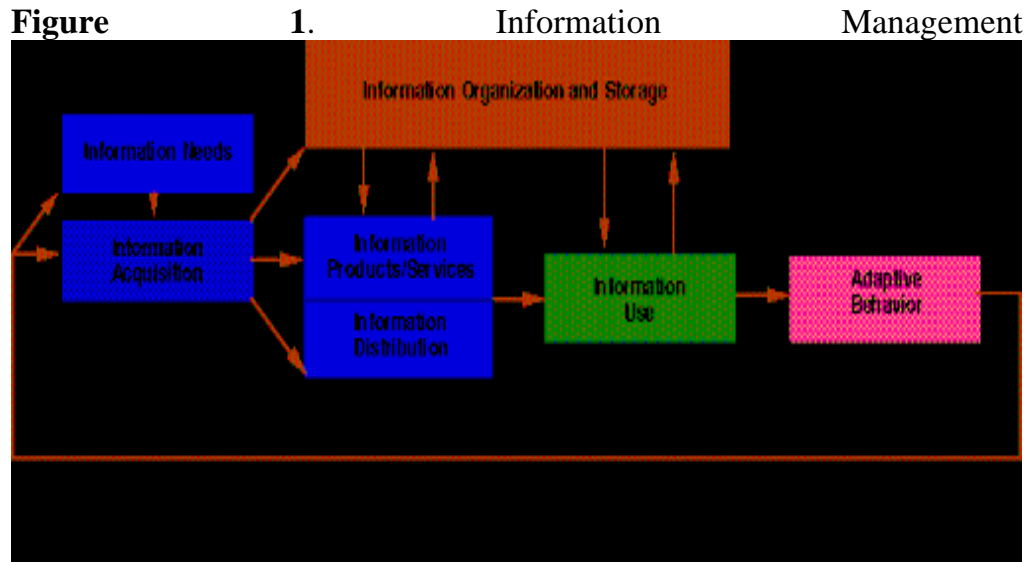 Figure 1. Information Management
Information Organization and Storage
Information Needs
Information
Acquisition
Information
Products/Services
Information
Distribution
Information
Use
Adaptive
Behavior